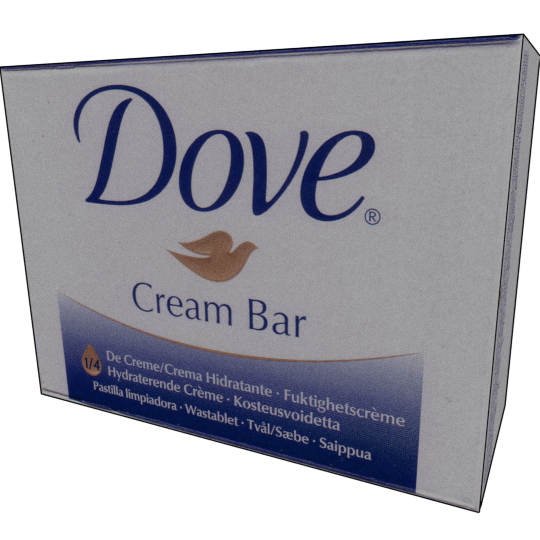 Dove®
Cream Bar
1/4
De Creme/Crema Hidratante · Fuktighetscrème
Hydraterende Crème · Kosteusvoidetta
Pastilla limpiadora · Wastablet · Tvål/Sæbe · Saippua